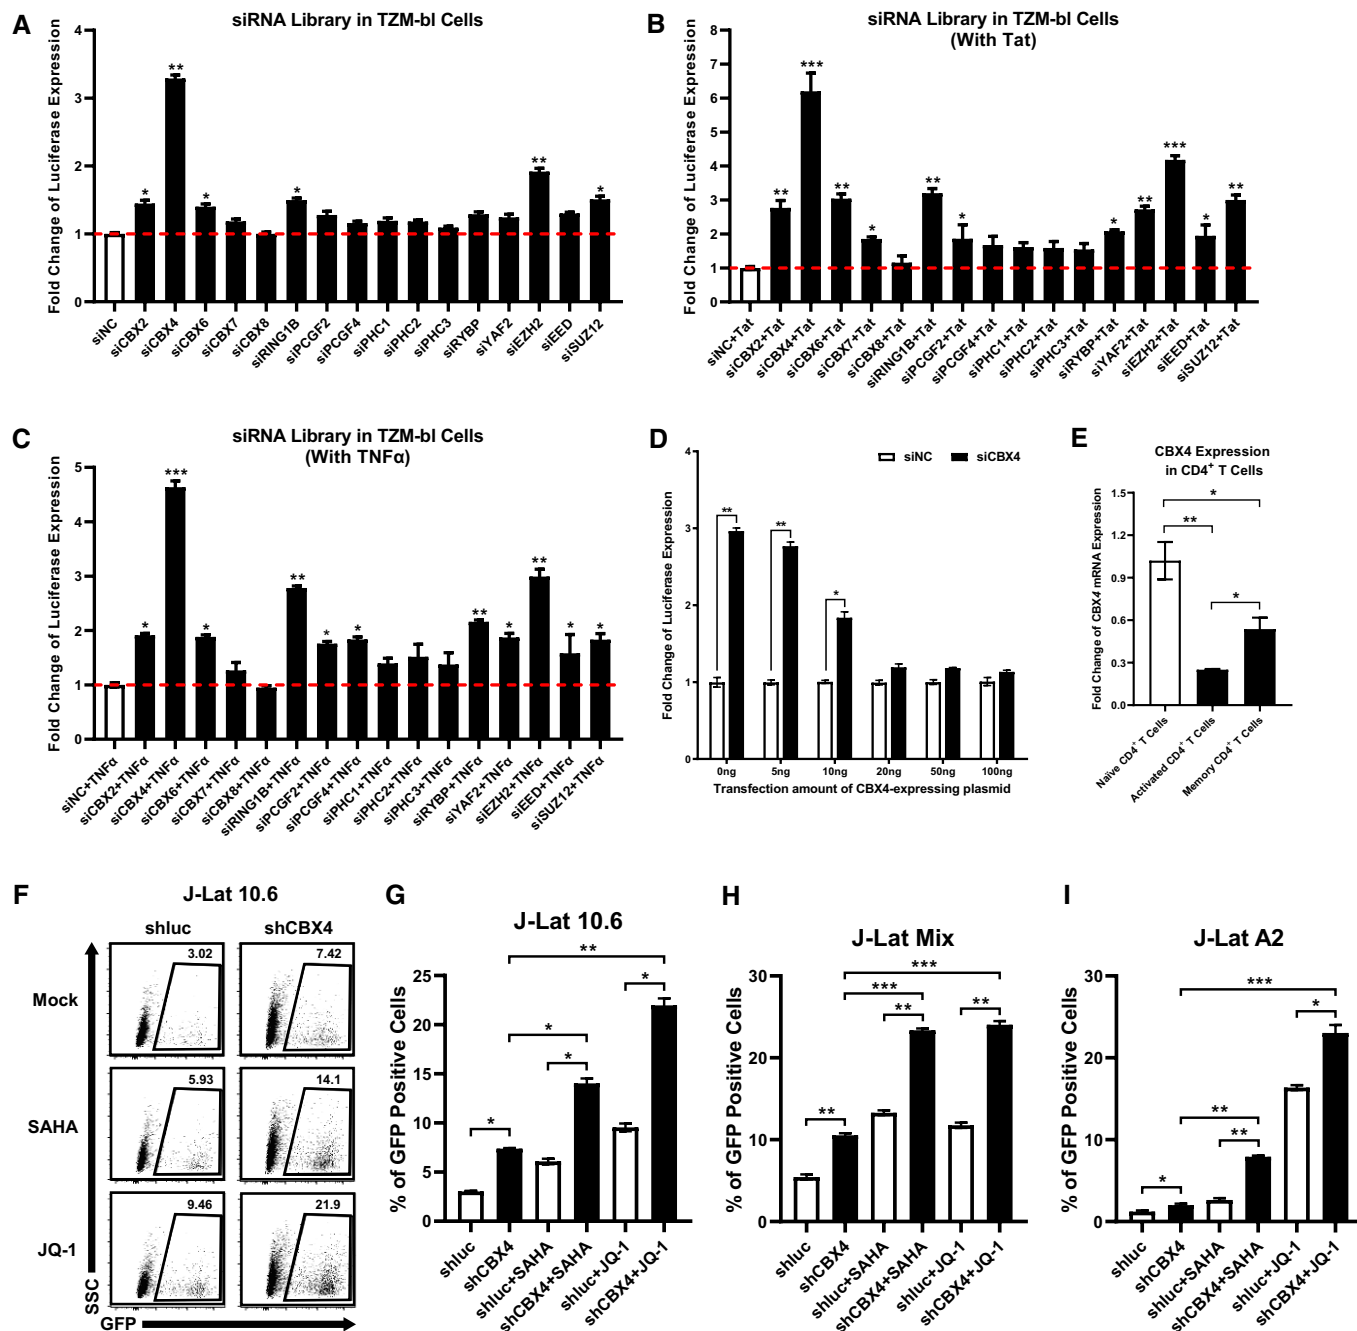 A
siRNA Library in TZM-bl Cells
Fold Change of Luciferase Expression
4
3
2
1
0
** * * * ** *
siNC
siCBX2
siCBX4
siCBX6
siCBX7
siCBX8
siRING1B
siPCGF2
siPCGF4
siPHC1
siPHC2
siPHC3
siRYBP
siYAF2
siEZH2
siEED
siSUZ12
B
siRNA Library in TZM-bl Cells
(With Tat)
Fold Change of Luciferase Expression
8
7
6
5
4
3
2
1
0
** *** ** * ** * * ** *** * **
siNC+Tat
siCBX2+Tat
siCBX4+Tat
siCBX6+Tat
siCBX7+Tat
siCBX8+Tat
siRING1B+Tat
siPCGF2+Tat
siPCGF4+Tat
siPHC1+Tat
siPHC2+Tat
siPHC3+Tat
siRYBP+Tat
siYAF2+Tat
siEZH2+Tat
siEED+Tat
siSUZ12+Tat
C
siRNA Library in TZM-bl Cells
(With TNFα)
Fold Change of Luciferase Expression
5
4
3
2
1
0
* *** * ** * * ** * ** * *
siNC+TNFα
siCBX2+TNFα
siCBX4+TNFα
siCBX6+TNFα
siCBX7+TNFα
siCBX8+TNFα
siRING1B+TNFα
siPCGF2+TNFα
siPCGF4+TNFα
siPHC1+TNFα
siPHC2+TNFα
siPHC3+TNFα
siRYBP+TNFα
siYAF2+TNFα
siEZH2+TNFα
siEED+TNFα
siSUZ12+TNFα
D
siNC siCBX4
Fold Change of Luciferase Expression
4
3
2
1
0
** ** *
0ng 5ng 10ng 20ng 50ng 100ng
Transfection amount of CBX4-expressing plasmid
E
CBX4 Expression
in CD4+ T Cells
Fold Change of CBX4 mRNA Expression
1.5
1.2
0.9
0.6
0.3
0.0
*
**
*
Naive CD4+ T Cells
Activated CD4+ T Cells
Memory CD4+ T Cells
F
J-Lat 10.6
shluc shCBX4
Mock 3.02 7.42
SAHA 5.93 14.1
JQ-1 9.46 21.9
SSC
GFP
G
J-Lat 10.6
% of GFP Positive Cells
25
20
15
10
5
0
**
*
*
*
*
shluc
shCBX4
shluc+SAHA
shCBX4+SAHA
shluc+JQ-1
shCBX4+JQ-1
H
J-Lat Mix
% of GFP Positive Cells
30
20
10
0
***
***
** **
**
shluc
shCBX4
shluc+SAHA
shCBX4+SAHA
shluc+JQ-1
shCBX4+JQ-1
I
J-Lat A2
% of GFP Positive Cells
30
20
10
0
***
*
**
**
*
shluc
shCBX4
shluc+SAHA
shCBX4+SAHA
shluc+JQ-1
shCBX4+JQ-1